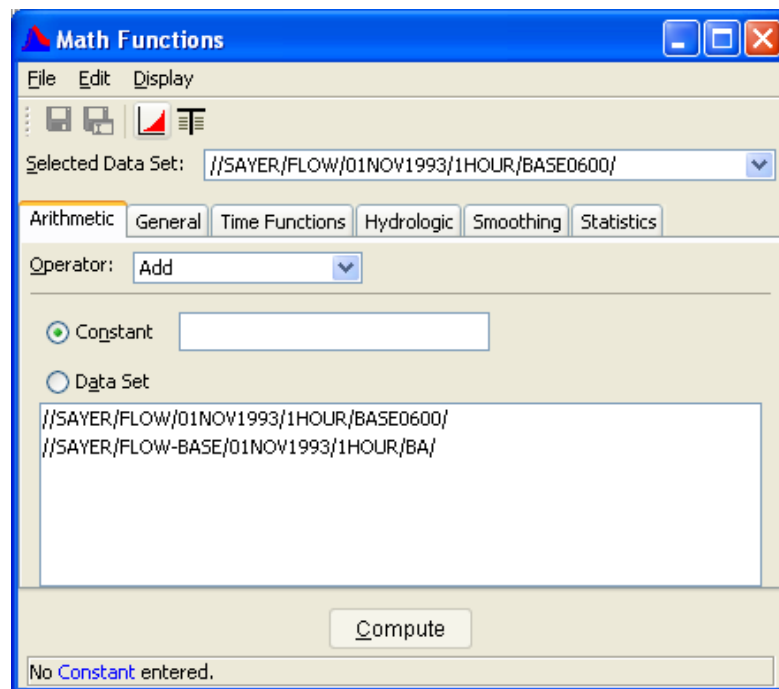 Math Functions
File Edit Display
Selected Data Set: //SAYER/FLOW/01NOV1993/1HOUR/BASE0600/
Arithmetic General Time Functions Hydrologic Smoothing Statistics
Operator: Add
Constant
Data Set
//SAYER/FLOW/01NOV1993/1HOUR/BASE0600/
//SAYER/FLOW-BASE/01NOV1993/1HOUR/BA/
Compute
No Constant entered.